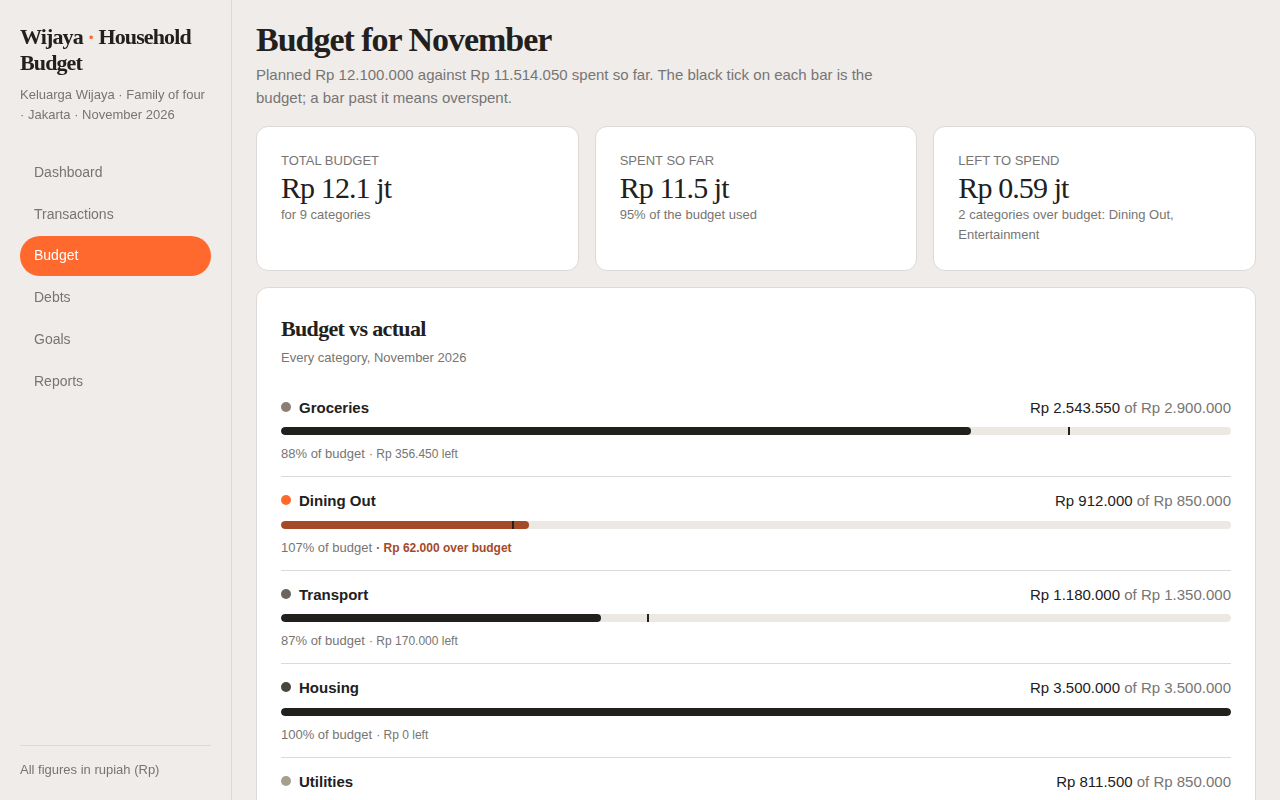 Wijaya · Household
Budget
Keluarga Wijaya · Family of four
· Jakarta · November 2026
Dashboard
Transactions
Budget
Debts
Goals
Reports
All figures in rupiah (Rp)
Budget for November
Planned Rp 12.100.000 against Rp 11.514.050 spent so far. The black tick on each bar is the
budget; a bar past it means overspent.
TOTAL BUDGET
Rp 12.1 jt
for 9 categories
SPENT SO FAR
Rp 11.5 jt
95% of the budget used
LEFT TO SPEND
Rp 0.59 jt
2 categories over budget: Dining Out,
Entertainment
Budget vs actual
Every category, November 2026
Groceries Rp 2.543.550 of Rp 2.900.000
88% of budget · Rp 356.450 left
Dining Out Rp 912.000 of Rp 850.000
107% of budget · Rp 62.000 over budget
Transport Rp 1.180.000 of Rp 1.350.000
87% of budget · Rp 170.000 left
Housing Rp 3.500.000 of Rp 3.500.000
100% of budget · Rp 0 left
Utilities Rp 811.500 of Rp 850.000